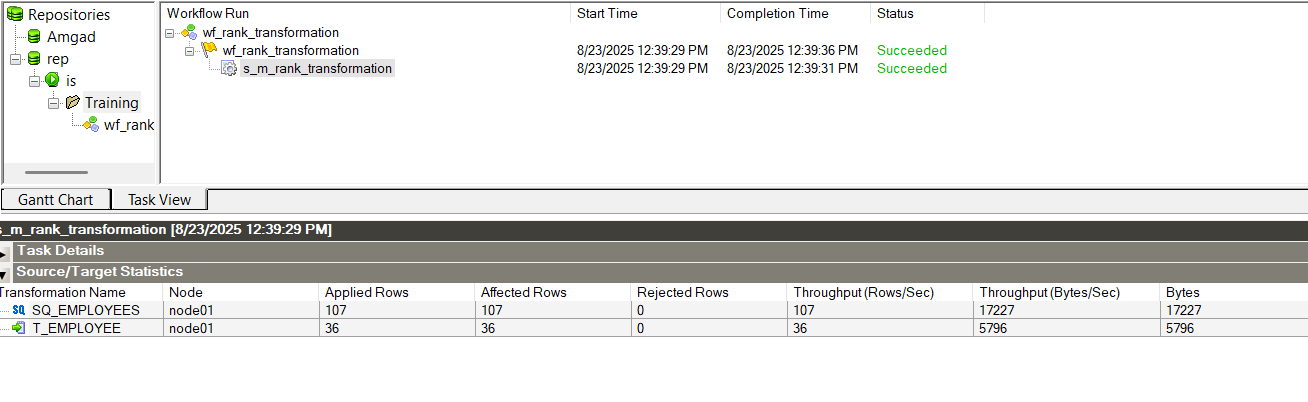 Repositories
Amgad
rep
is
Training
wf_rank
Workflow Run Start Time Completion Time Status
wf_rank_transformation
wf_rank_transformation 8/23/2025 12:39:29 PM 8/23/2025 12:39:36 PM Succeeded
s_m_rank_transformation 8/23/2025 12:39:29 PM 8/23/2025 12:39:31 PM Succeeded
Gantt Chart Task View
s_m_rank_transformation [8/23/2025 12:39:29 PM]
Task Details
Source/Target Statistics
Transformation Name Node Applied Rows Affected Rows Rejected Rows Throughput (Rows/Sec) Throughput (Bytes/Sec) Bytes
SQ SQ_EMPLOYEES node01 107 107 0 107 17227 17227
T_EMPLOYEE node01 36 36 0 36 5796 5796